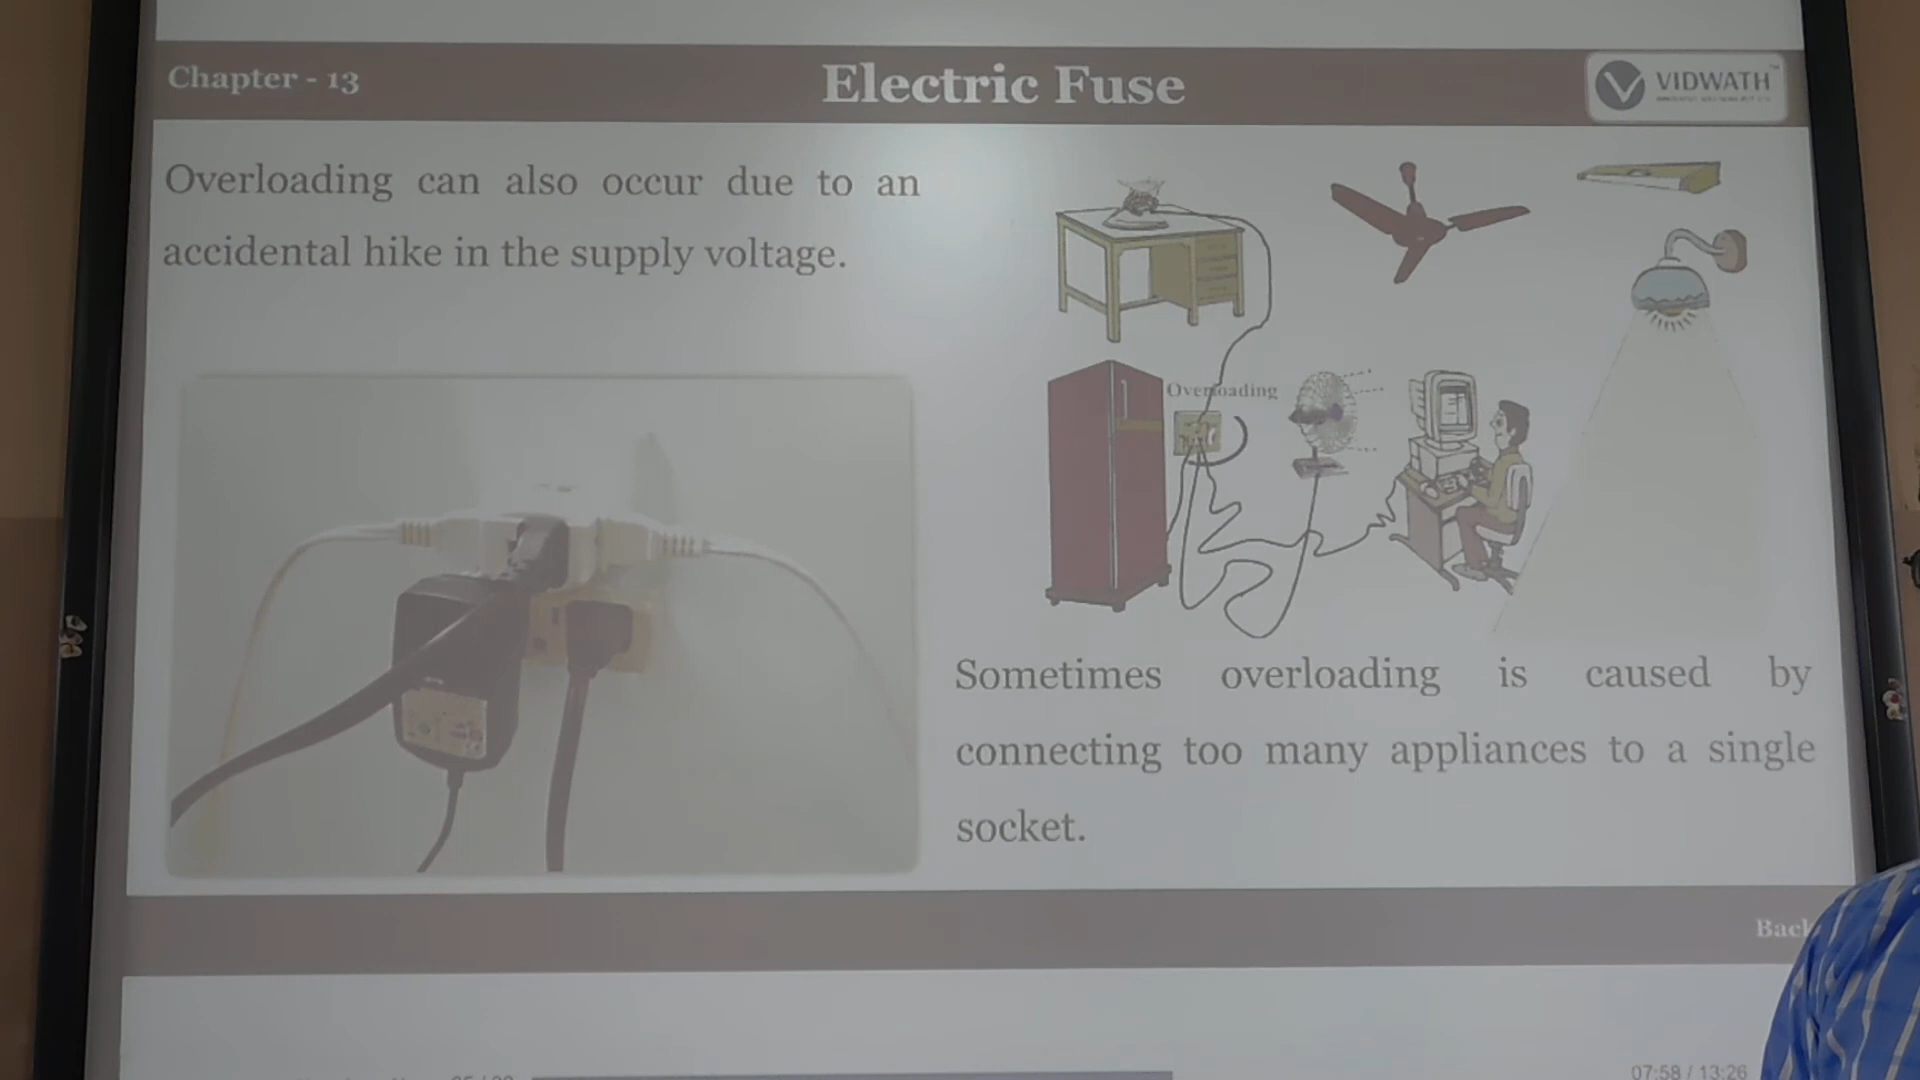 Chapter - 13
Electric Fuse
VIDWATH
Overloading can also occur due to an
accidental hike in the supply voltage.
Overloading
Sometimes overloading is caused by
connecting too many appliances to a single
socket.
Back
07:58 / 13:26